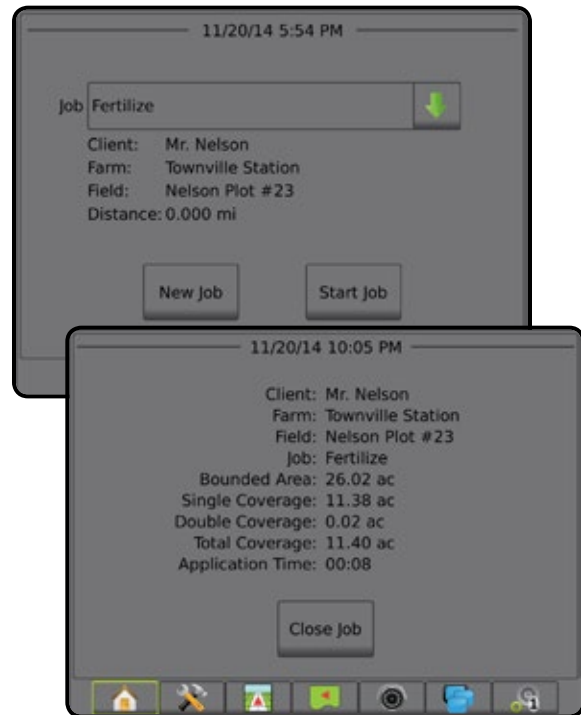 11/20/14 5:54 PM
Job Fertilize
Client: Mr. Nelson
Farm: Townville Station
Field: Nelson Plot #23
Distance: 0.000 mi
New Job Start Job
11/20/14 10:05 PM
Client: Mr. Nelson
Farm: Townville Station
Field: Nelson Plot #23
Job: Fertilize
Bounded Area: 26.02 ac
Single Coverage: 11.38 ac
Double Coverage: 0.02 ac
Total Coverage: 11.40 ac
Application Time: 00:08
Close Job
1